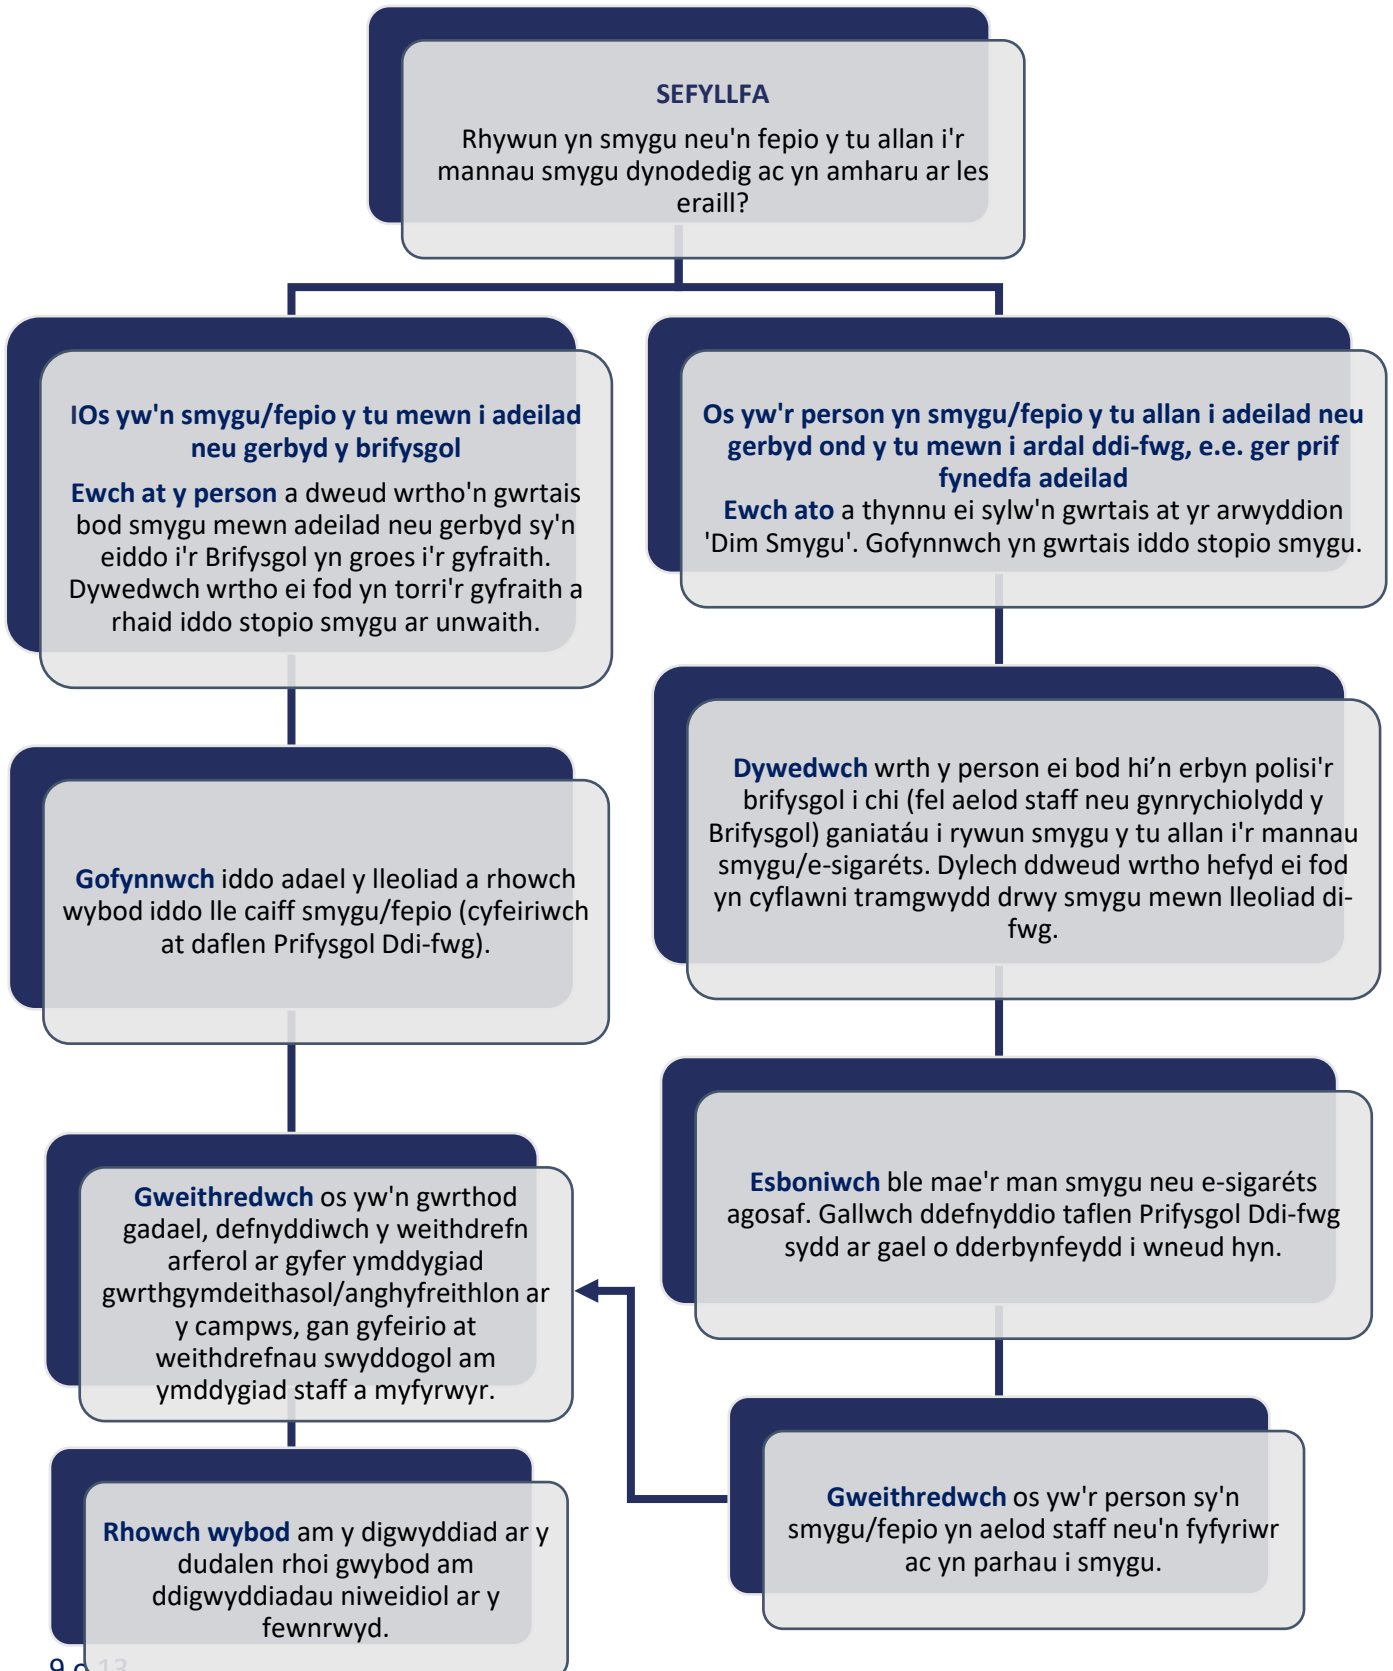 SEFYLLFA
Rhywun yn smygu neu'n fepio y tu allan i'r
mannau smygu dynodedig ac yn amharu ar les
eraill?
IOs yw'n smygu/fepio y tu mewn i adeilad
neu gerbyd y brifysgol
Ewch at y person a dweud wrtho'n gwrtais
bod smygu mewn adeilad neu gerbyd sy'n
eiddo i'r Brifysgol yn groes i'r gyfraith.
Dywedwch wrtho ei fod yn torri'r gyfraith a
rhaid iddo stopio smygu ar unwaith.
Gofynnwch iddo adael y lleoliad a rhowch
wybod iddo lle caiff smygu/fepio (cyfeiriwch
at daflen Prifysgol Ddi-fwg).
Gweithredwch os yw'n gwrthod
gadael, defnyddiwch y weithdrefn
arferol ar gyfer ymddygiad
gwrthgymdeithasol/anghyfreithlon ar
y campws, gan gyfeirio at
weithdrefnau swyddogol am
ymddygiad staff a myfyrwyr.
Rhowch wybod am y digwyddiad ar y
dudalen rhoi gwybod am
ddigwyddiadau niweidiol ar y
fewnrwyd.
Os yw'r person yn smygu/fepio y tu allan i adeilad neu
gerbyd ond y tu mewn i ardal ddi-fwg, e.e. ger prif
fynedfa adeilad
Ewch ato a thynnu ei sylw'n gwrtais at yr arwyddion
'Dim Smygu'. Gofynnwch yn gwrtais iddo stopio smygu.
Dywedwch wrth y person ei bod hi’n erbyn polisi'r
brifysgol i chi (fel aelod staff neu gynrychiolydd y
Brifysgol) ganiatáu i rywun smygu y tu allan i'r mannau
smygu/e-sigaréts. Dylech ddweud wrtho hefyd ei fod
yn cyflawni tramgwydd drwy smygu mewn lleoliad di-
fwg.
Esboniwch ble mae'r man smygu neu e-sigaréts
agosaf. Gallwch ddefnyddio taflen Prifysgol Ddi-fwg
sydd ar gael o dderbynfeydd i wneud hyn.
Gweithredwch os yw'r person sy'n
smygu/fepio yn aelod staff neu'n fyfyriwr
ac yn parhau i smygu.
9 o 13